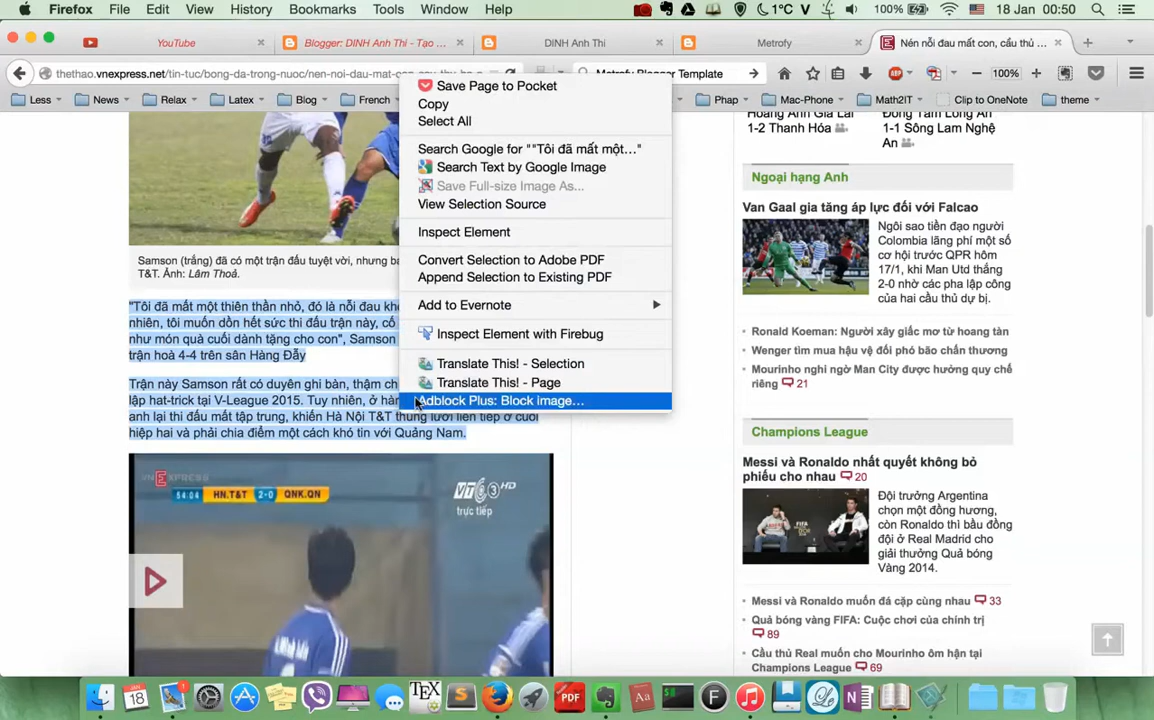 Firefox File Edit View History Bookmarks Tools Window Help 1°C V 100% 18 Jan 00:50
YouTube Blogger: DINH Anh Thi - Tạo ... DINH Anh Thi Metrofy Nén nỗi đau mất con, cầu thủ ...
thethao.vnexpress.net/tin-tuc/bong-da-trong-nuoc/nen-noi-dau-mat-con- Metrofy Blogger Template ABP 100%
Less News Relax Latex Blog French Phap Mac-Phone Math2IT Clip to OneNote theme
Save Page to Pocket
Copy
Select All
Search Google for ""Tôi đã mất một..."
Search Text by Google Image
Save Full-size Image As...
View Selection Source
Inspect Element
Convert Selection to Adobe PDF
Append Selection to Existing PDF
Add to Evernote
Inspect Element with Firebug
Translate This! - Selection
Translate This! - Page
Adblock Plus: Block image...
Samson (trắng) đã có một trận đấu tuyệt vời, nhưng
T&T. Ảnh: Lâm Thoả.
"Tôi đã mất một thiên thần nhỏ, đó là nỗi đau
nhiên, tôi muốn dồn hết sức thi đấu trận này, cố
như món quà cuối dành tặng cho con", Samson
trận hoà 4-4 trên sân Hàng Đẫy
Trận này Samson rất có duyên ghi bàn, thậm
lập hat-trick tại V-League 2015. Tuy nhiên, ở
anh lại thi đấu mất tập trung, khiến Hà Nội T&T thủng lưới liên tiếp ở cuối
hiệp hai và phải chia điểm một cách khó tin với Quảng Nam.
VNEXPRESS
54:04 HN.T&T 2-0 QNK.QN
VTC 3 HD
trực tiếp
Hoàng Anh Gia Lai
1-2 Thanh Hóa
Đồng Tâm Long An
1-1 Sông Lam Nghệ
An
Ngoại hạng Anh
Van Gaal gia tăng áp lực đối với Falcao
Ngôi sao tiền đạo người
Colombia lãng phí một số
cơ hội trước QPR hôm
17/1, khi Man Utd thắng
2-0 nhờ các pha lập công
của hai cầu thủ dự bị.
Ronald Koeman: Người xây giấc mơ từ hoang tàn
Wenger tìm mua hậu vệ đối phó bão chấn thương
Mourinho nghi ngờ Man City được hưởng quy chế
riêng 21
Champions League
Messi và Ronaldo nhất quyết không bỏ
phiếu cho nhau 20
Đội trưởng Argentina
chọn một đồng hương,
còn Ronaldo thì bầu đồng
đội ở Real Madrid cho
giải thưởng Quả bóng
Vàng 2014.
Messi và Ronaldo muốn đá cặp cùng nhau 33
Quả bóng vàng FIFA: Cuộc chơi của chính trị
89
Cầu thủ Real muốn cho Mourinho ôm hận tại
Champions League 69
JAN
18
TEX
S
PDF
Aa
F
N